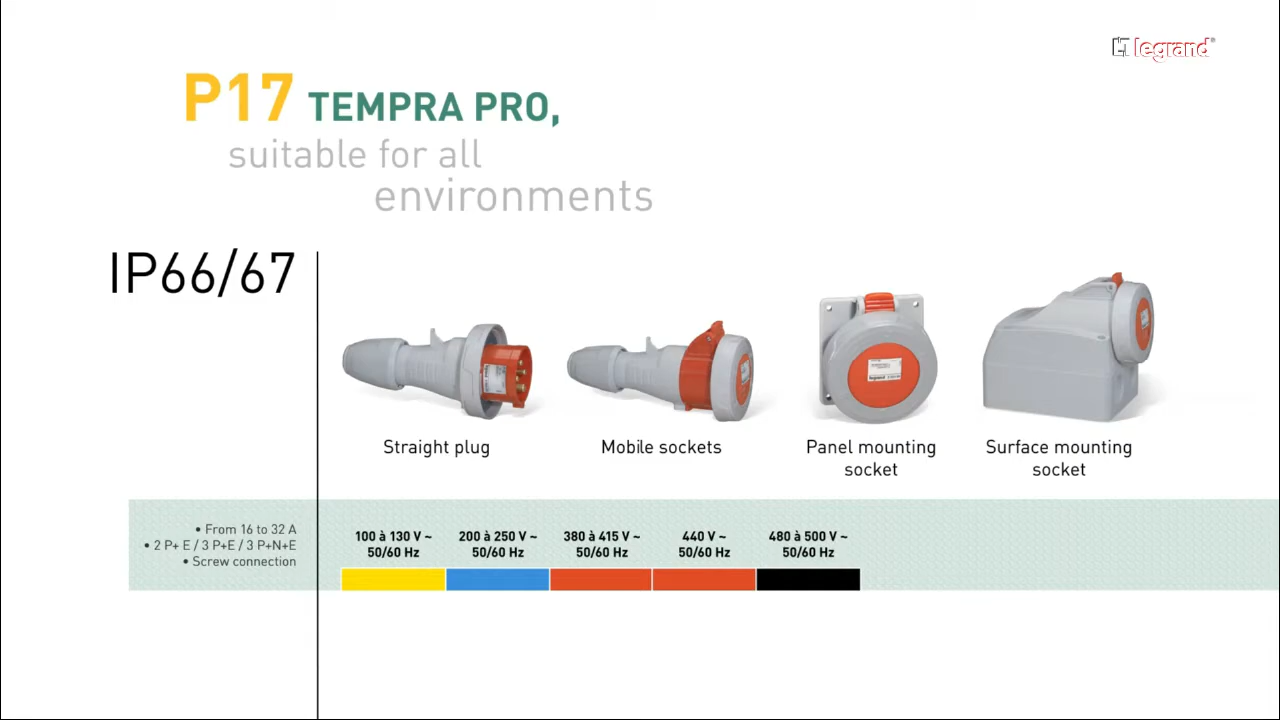 legrand®
P17 TEMPRA PRO,
suitable for all
environments
IP66/67
Straight plug
Mobile sockets
Panel mounting
socket
Surface mounting
socket
• From 16 to 32 A
• 2 P+ E / 3 P+E / 3 P+N+E
• Screw connection
100 à 130 V ~
50/60 Hz
200 à 250 V ~
50/60 Hz
380 à 415 V ~
50/60 Hz
440 V ~
50/60 Hz
480 à 500 V ~
50/60 Hz
legrand